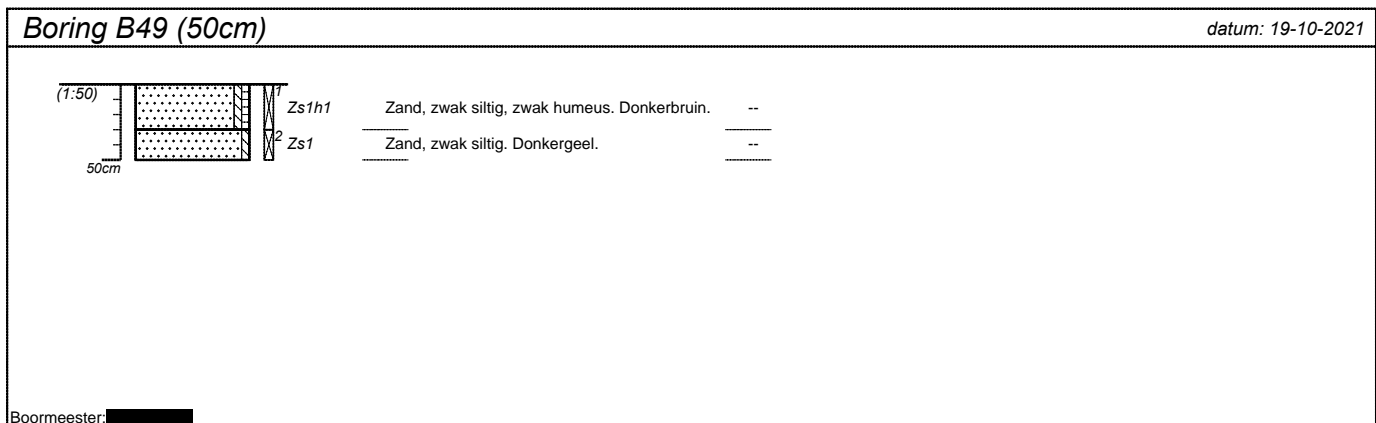 Boring B49 (50cm)
datum: 19-10-2021
(1:50)
1
Zs1h1 Zand, zwak siltig, zwak humeus. Donkerbruin. --
2
Zs1 Zand, zwak siltig. Donkergeel. --
50cm
Boormeester: